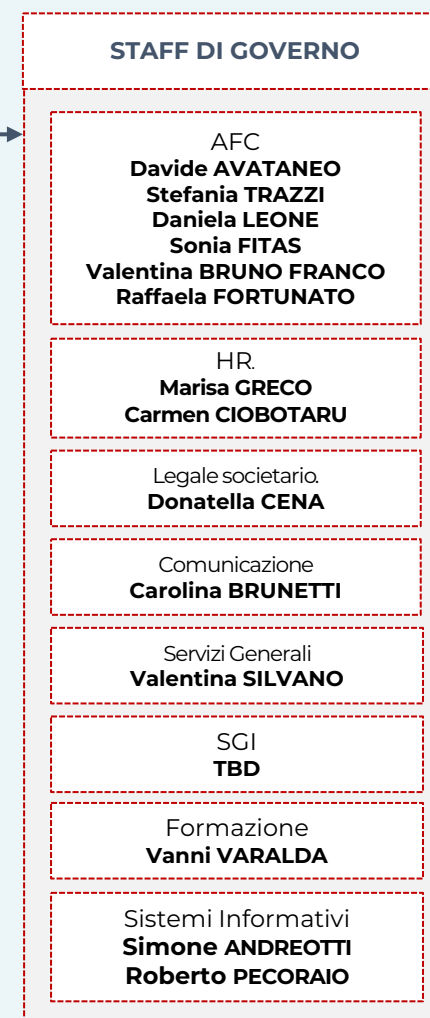 STAFF DI GOVERNO
AFC
Davide AVATANEO
Stefania TRAZZI
Daniela LEONE
Sonia FITAS
Valentina BRUNO FRANCO
Raffaela FORTUNATO
HR.
Marisa GRECO
Carmen CIOBOTARU
Legale societario.
Donatella CENA
Comunicazione
Carolina BRUNETTI
Servizi Generali
Valentina SILVANO
SGI
TBD
Formazione
Vanni VARALDA
Sistemi Informativi
Simone ANDREOTTI
Roberto PECORAIO